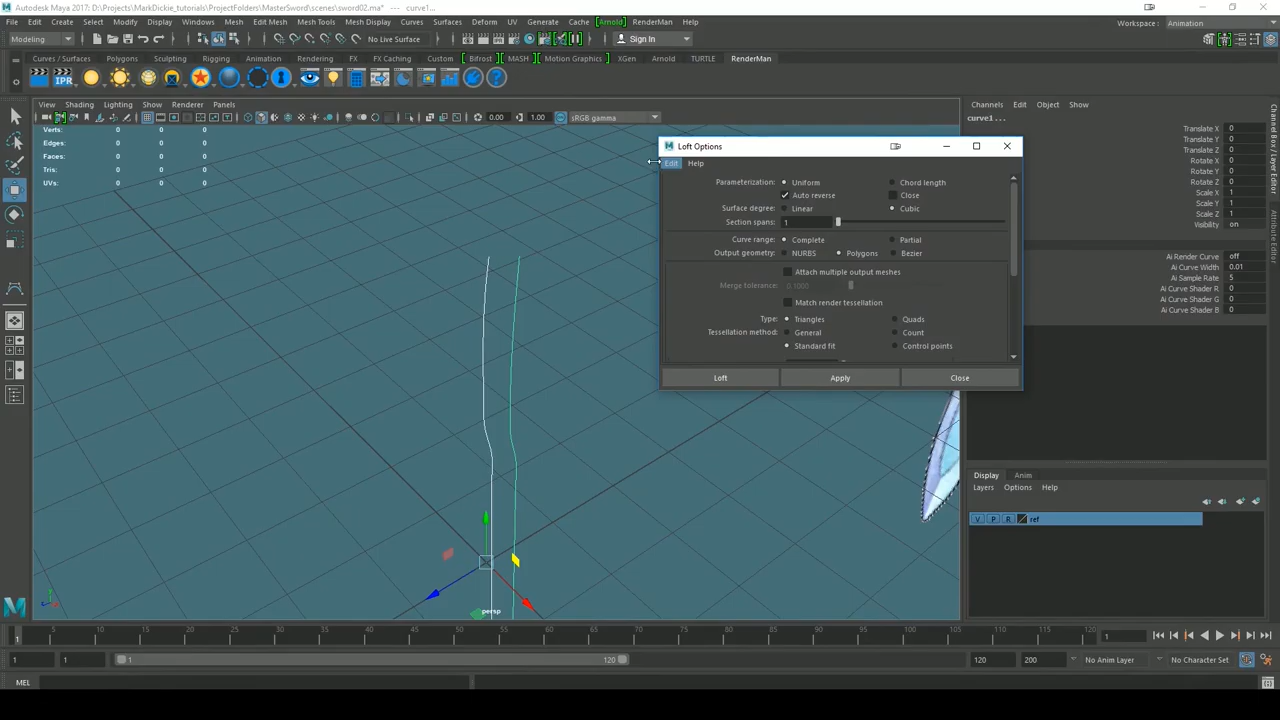 Autodesk Maya 2017: D:\Projects\MarkDickie_tutorials\ProjectFolders\MasterSword\scenes\sword02.ma* --- curve1...
File Edit Create Select Modify Display Windows Mesh Edit Mesh Mesh Tools Mesh Display Curves Surfaces Deform UV Generate Cache [Arnold] RenderMan Help
Workspace : Animation
Modeling No Live Surface Sign In
Curves / Surfaces Polygons Sculpting Rigging Animation Rendering FX FX Caching Custom Bifrost MASH Motion Graphics XGen Arnold TURTLE RenderMan
IPR
View Shading Lighting Show Renderer Panels
0.00 1.00 sRGB gamma
Verts: 0 0 0
Edges: 0 0 0
Faces: 0 0 0
Tris: 0 0 0
UVs: 0 0 0
persp
Loft Options
Edit Help
Parameterization: Uniform Chord length
Auto reverse Close
Surface degree: Linear Cubic
Section spans: 1
Curve range: Complete Partial
Output geometry: NURBS Polygons Bezier
Attach multiple output meshes
Merge tolerance: 0.1000
Match render tessellation
Type: Triangles Quads
Tessellation method: General Count
Standard fit Control points
Loft Apply Close
Channels Edit Object Show
curve1...
Translate X 0
Translate Y 0
Translate Z 0
Rotate X 0
Rotate Y 0
Rotate Z 0
Scale X 1
Scale Y 1
Scale Z 1
Visibility on
Ai Render Curve off
Ai Curve Width 0.01
Ai Sample Rate 5
Ai Curve Shader R 0
Ai Curve Shader G 0
Ai Curve Shader B 0
Channel Box / Layer Editor
Attribute Editor
Display Anim
Layers Options Help
V P R ref
5 10 15 20 25 30 35 40 45 50 55 60 65 70 75 80 85 90 95 100 105 110 115 120
1 1
1 1 1 120 120 200 No Anim Layer No Character Set
MEL